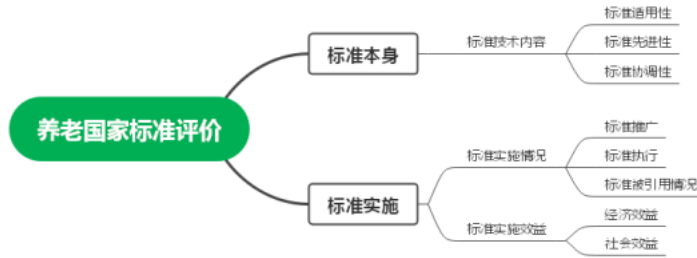 养老国家标准评价
标准本身
标准技术内容
标准适用性
标准先进性
标准协调性
标准实施
标准实施情况
标准推广
标准执行
标准被引用情况
标准实施效益
经济效益
社会效益